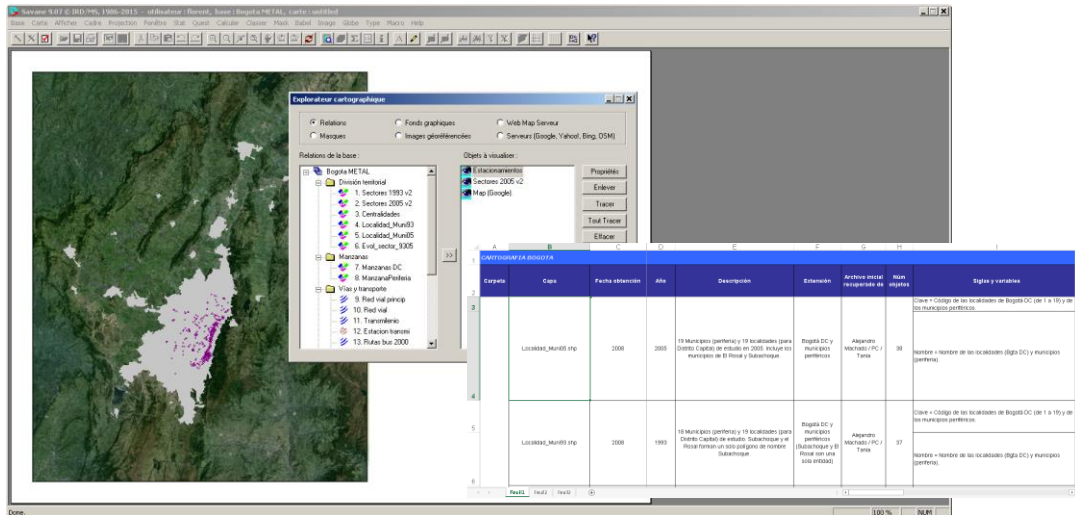 Savane 9.07 © IRD/MS, 1986-2015 - utilisateur : florent, base : Bogota METAL, carte : untitled
Base Carte Afficher Cadre Projection Fenêtre Stat Quest Calculer Classer Mask Babel Image Globe Type Macro Help
Explorateur cartographique
Relations Fonds graphiques Web Map Serveur
Masques Images géoréférencées Serveurs (Google, Yahoo!, Bing, OSM)
Relations de la base :
Bogota METAL
División territorial
1. Sectores 1993 v2
2. Sectores 2005 v2
3. Centralidades
4. Localidad_Muni93
5. Localidad_Muni05
6. Evol_sector_9305
Manzanas
7. Manzanas DC
8. ManzanaPeriferia
Vías y transporte
9. Red vial princip
10. Red vial
11. Transmilenio
12. Estacion transmi
13. Rutas bus 2000
>>
Objets à visualiser :
Estacionamientos
Sectores 2005 v2
Map (Google)
Propriétés
Enlever
Tracer
Tout Tracer
Effacer
A B C D E F G H I
1 CARTOGRAFIA BOGOTA
2 Carpeta Capa Fecha obtención Año Descripción Extensión Archivo inicial recuperado de Núm objetos Siglas y variables
3
Clave = Código de las localidades de Bogotá DC (de 1 a 19) y de los municipios periféricos.
4
Localidad_Muni05.shp
2008
2005
19 Municipios (periferia) y 19 localidades (para Distrito Capital) de estudio en 2005. Incluye los municipios de El Rosal y Subachoque.
Bogotá DC y municipios periféricos
Alejandro Machado / PC / Tania
38
Nombre = Nombre de las localidades (Bgta DC) y municipios (periferia).
5
Clave = Código de las localidades de Bogotá DC (de 1 a 19) y de los municipios periféricos.
6
Localidad_Muni93.shp
2008
1993
18 Municipios (periferia) y 19 localidades (para Distrito Capital) de estudio. Subachoque y el Rosal forman un solo polígono de nombre Subachoque.
Bogotá DC y municipios periféricos (Subachoque y El Rosal son una sola entidad)
Alejandro Machado / PC / Tania
37
Nombre = Nombre de las localidades (Bgta DC) y municipios (periferia).
Feuil1 Feuil2 Feuil3
Done.
100 % NUM